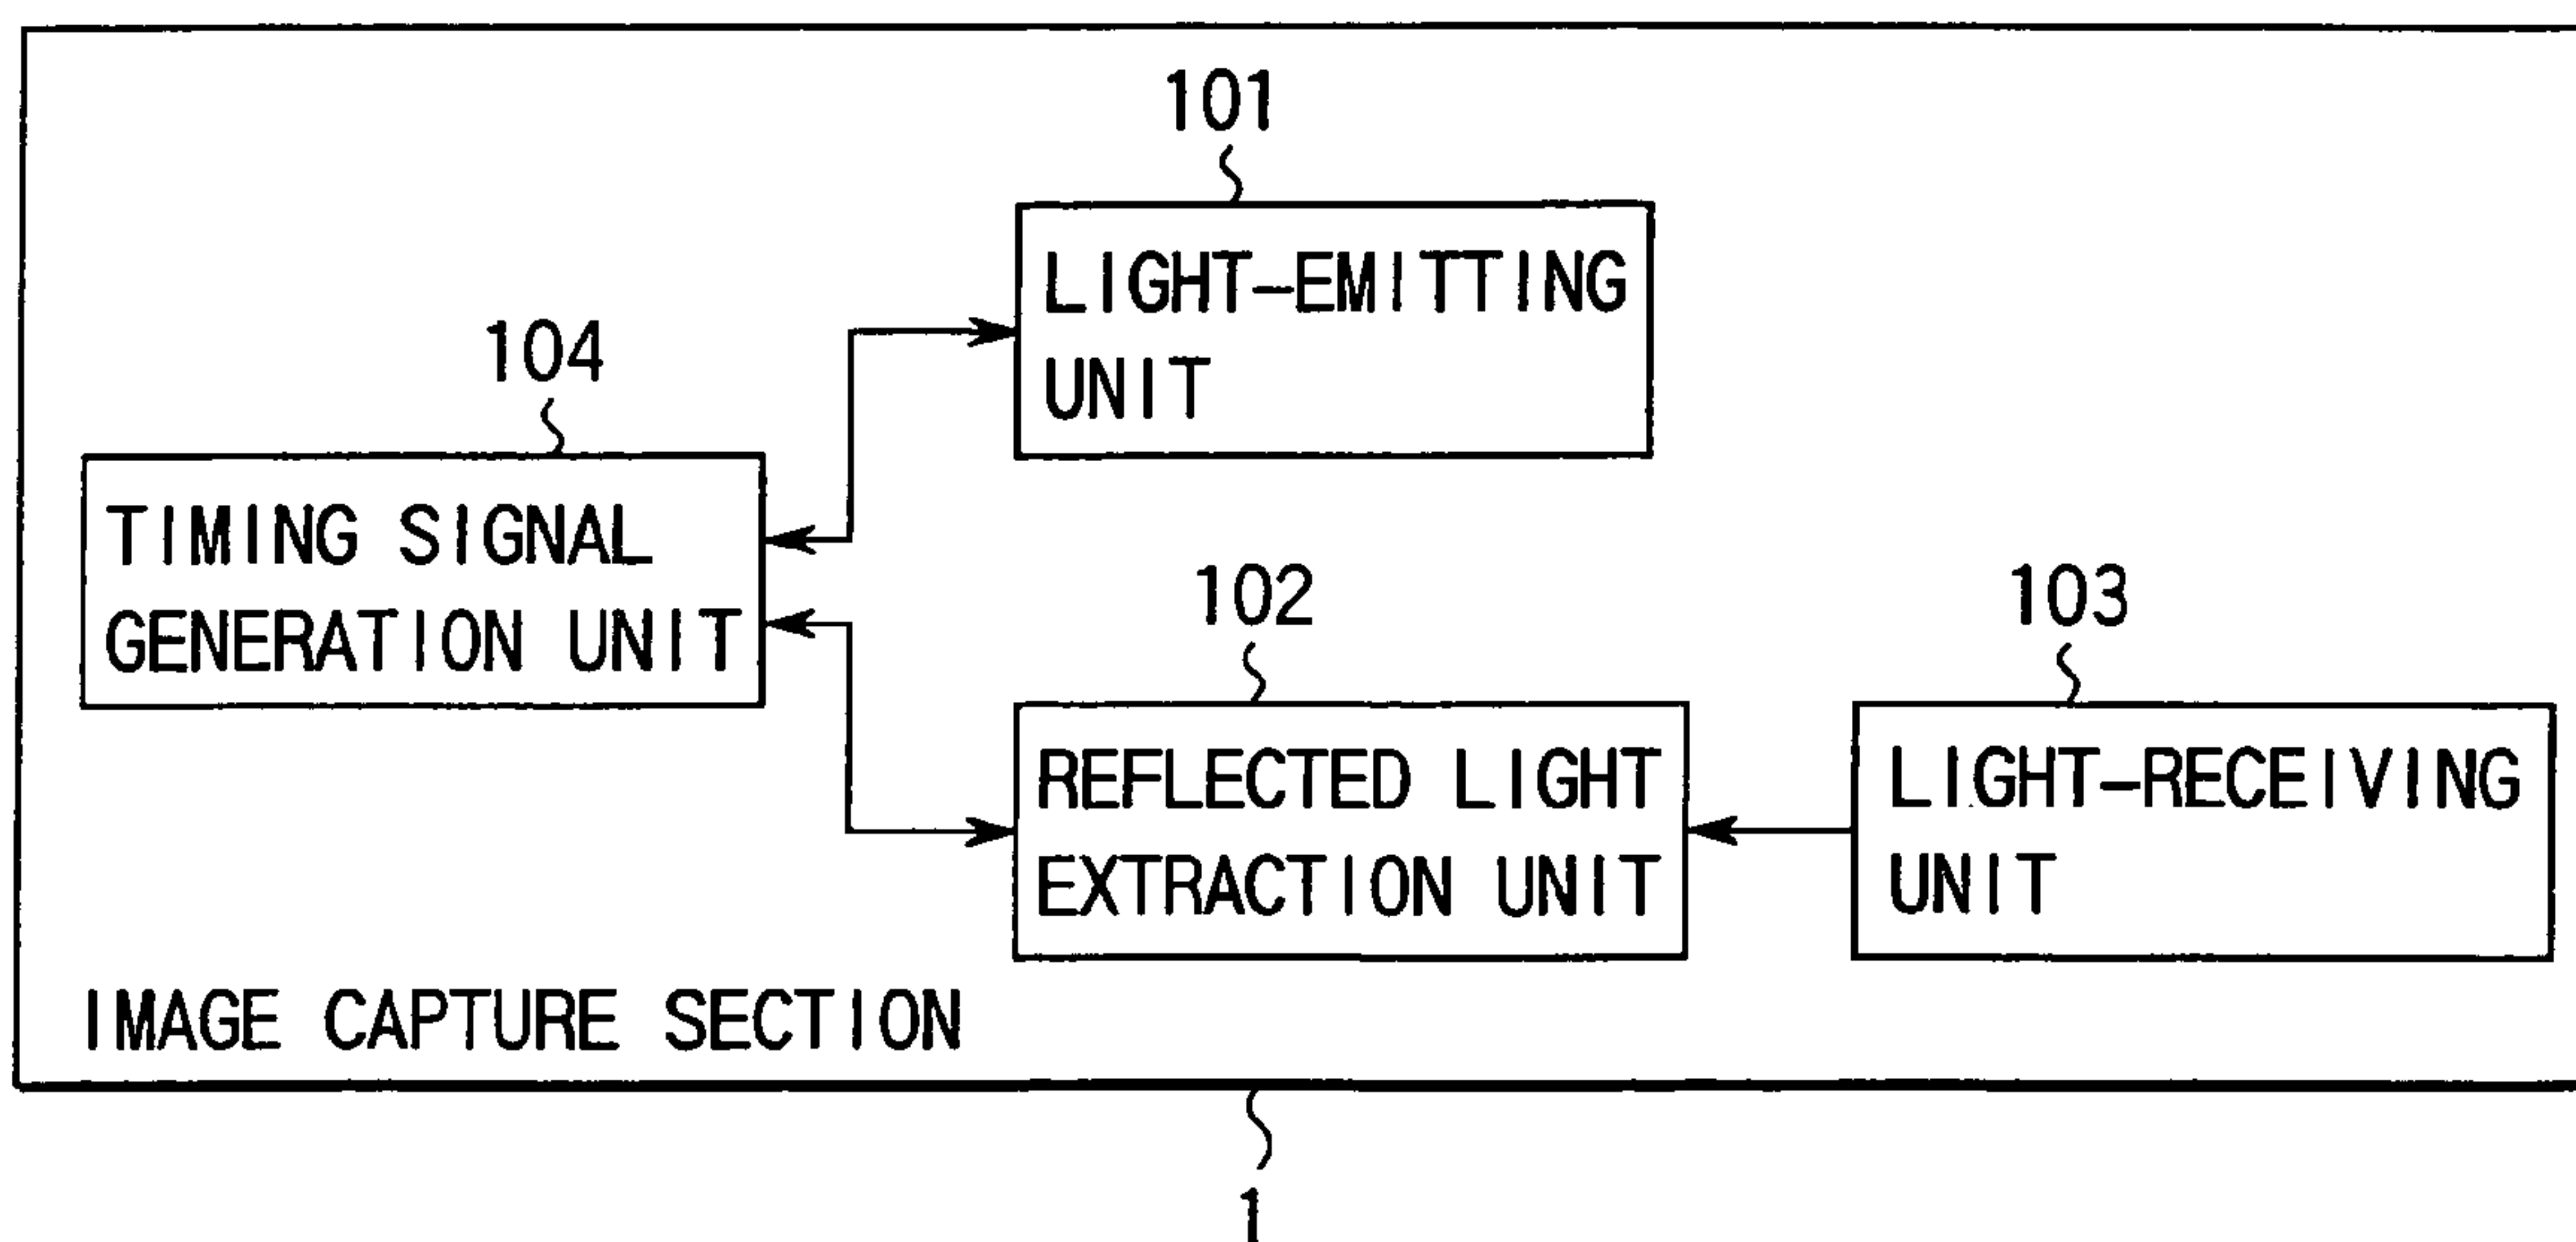 101
LIGHT-EMITTING
UNIT
104
TIMING SIGNAL
GENERATION UNIT
102
REFLECTED LIGHT
EXTRACTION UNIT
103
LIGHT-RECEIVING
UNIT
IMAGE CAPTURE SECTION
1